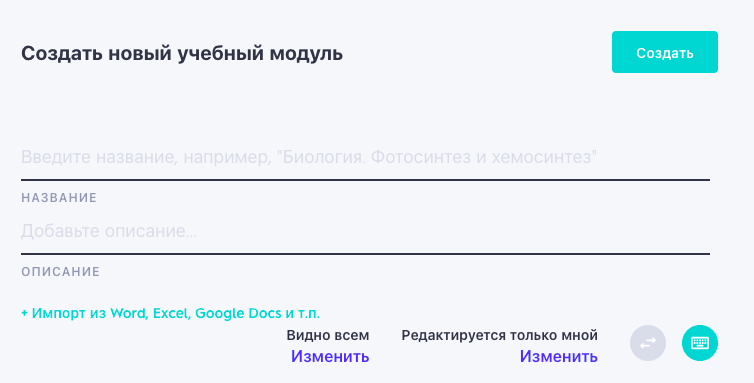 Создать новый учебный модуль
Создать
Введите название, например, "Биология. Фотосинтез и хемосинтез"
НАЗВАНИЕ
Добавьте описание...
ОПИСАНИЕ
+ Импорт из Word, Excel, Google Docs и т.п.
Видно всем
Изменить
Редактируется только мной
Изменить